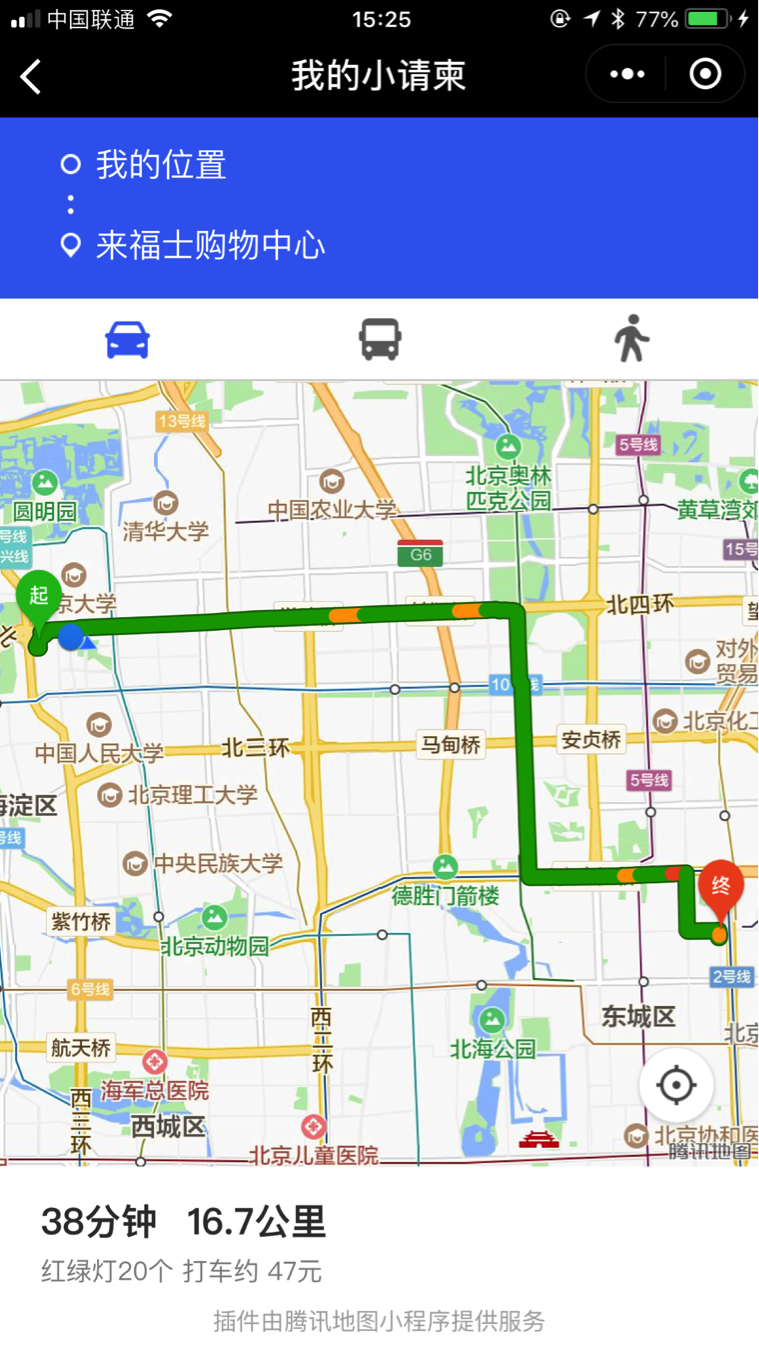 中国联通
15:25
77%
我的小请柬
我的位置
来福士购物中心
13号线
5号线
北京奥林
匹克公园
圆明园
清华大学
中国农业大学
黄草湾郊
号线
兴线
G6
15号
起
京大学
北四环
对外
贸易
10
线
北京化工
中国人民大学
北三环
马甸桥
安贞桥
5号线
海淀区
北京理工大学
号线
中央民族大学
终
德胜门箭楼
紫竹桥
北京动物园
2号线
6号线
西二环
东城区
北京
航天桥
北海公园
海军总医院
西三环
西城区
北京儿童医院
北京协和医
腾讯地图
38分钟 16.7公里
红绿灯20个 打车约 47元
插件由腾讯地图小程序提供服务